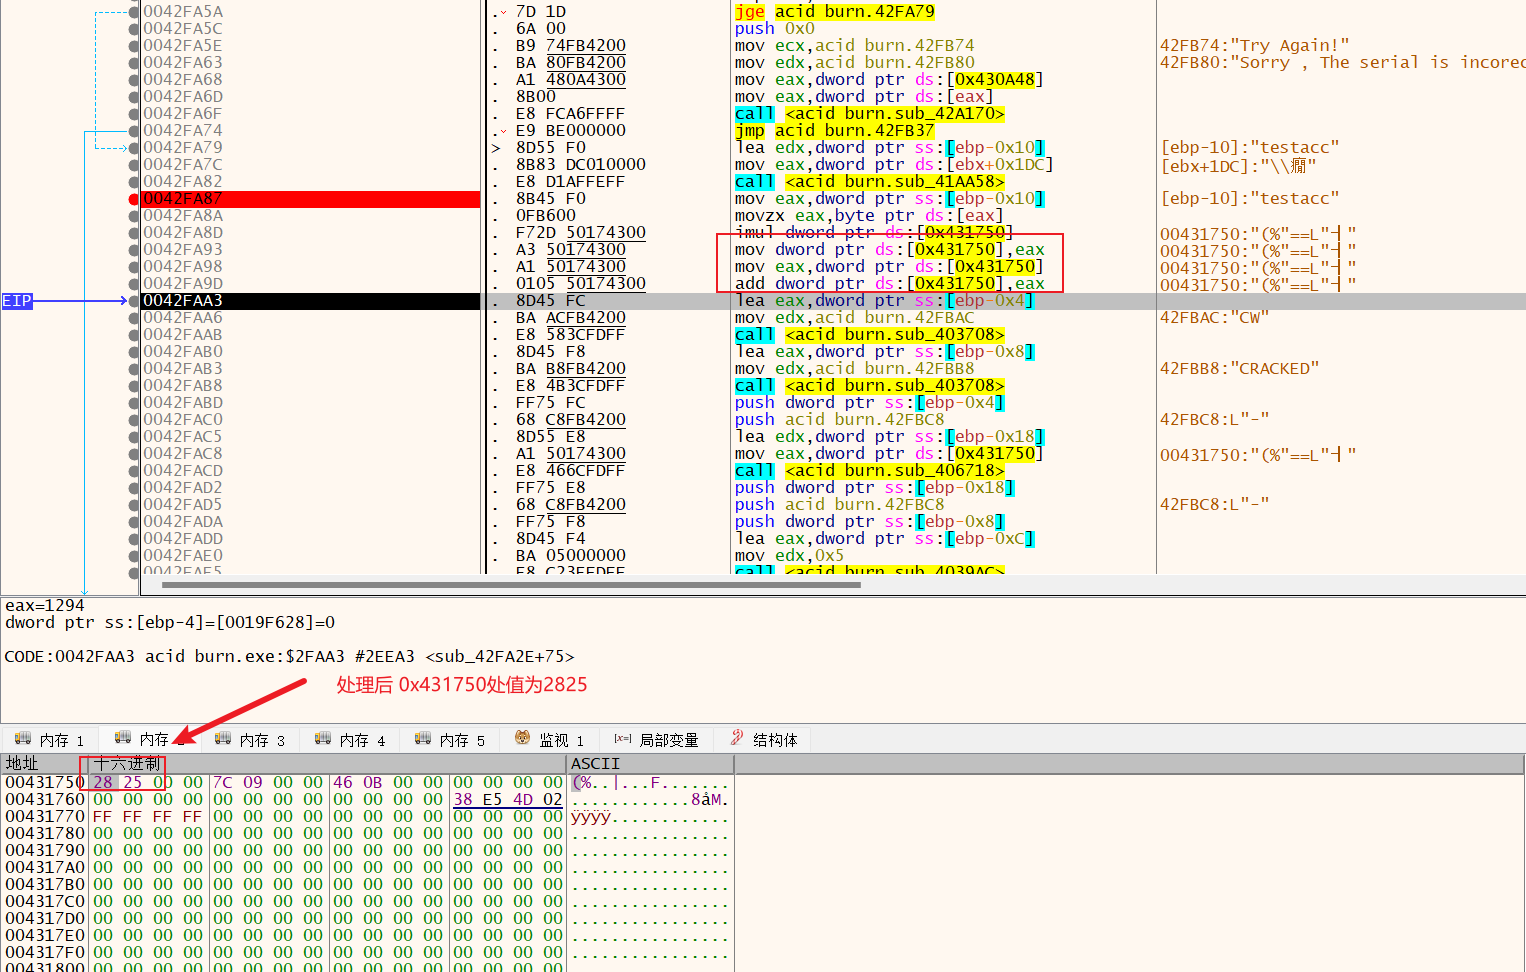 0042FA5A . 7D 1D jge acid burn.42FA79
0042FA5C . 6A 00 push 0x0
0042FA5E . B9 74FB4200 mov ecx,acid burn.42FB74 42FB74:"Try Again!"
0042FA63 . BA 80FB4200 mov edx,acid burn.42FB80 42FB80:"Sorry , The serial is incorec
0042FA68 . A1 480A4300 mov eax,dword ptr ds:[0x430A48]
0042FA6D . 8B00 mov eax,dword ptr ds:[eax]
0042FA6F . E8 FCA6FFFF call <acid burn.sub_42A170>
0042FA74 . E9 BE000000 jmp acid burn.42FB37
0042FA79 > 8D55 F0 lea edx,dword ptr ss:[ebp-0x10] [ebp-10]:"testacc"
0042FA7C . 8B83 DC010000 mov eax,dword ptr ds:[ebx+0x1DC] [ebx+1DC]:"\\癎"
0042FA82 . E8 D1AFFEFF call <acid burn.sub_41AA58>
0042FA87 . 8B45 F0 mov eax,dword ptr ss:[ebp-0x10] [ebp-10]:"testacc"
0042FA8A . 0FB600 movzx eax,byte ptr ds:[eax]
0042FA8D . F72D 50174300 imul dword ptr ds:[0x431750] 00431750:"(%"==L"┥"
0042FA93 . A3 50174300 mov dword ptr ds:[0x431750],eax 00431750:"(%"==L"┥"
0042FA98 . A1 50174300 mov eax,dword ptr ds:[0x431750] 00431750:"(%"==L"┥"
0042FA9D . 0105 50174300 add dword ptr ds:[0x431750],eax 00431750:"(%"==L"┥"
EIP 0042FAA3 . 8D45 FC lea eax,dword ptr ss:[ebp-0x4]
0042FAA6 . BA ACFB4200 mov edx,acid burn.42FBAC 42FBAC:"CW"
0042FAAB . E8 583CFDFF call <acid burn.sub_403708>
0042FAB0 . 8D45 F8 lea eax,dword ptr ss:[ebp-0x8]
0042FAB3 . BA B8FB4200 mov edx,acid burn.42FBB8 42FBB8:"CRACKED"
0042FAB8 . E8 4B3CFDFF call <acid burn.sub_403708>
0042FABD . FF75 FC push dword ptr ss:[ebp-0x4]
0042FAC0 . 68 C8FB4200 push acid burn.42FBC8 42FBC8:L"-"
0042FAC5 . 8D55 E8 lea edx,dword ptr ss:[ebp-0x18]
0042FAC8 . A1 50174300 mov eax,dword ptr ds:[0x431750] 00431750:"(%"==L"┥"
0042FACD . E8 466CFDFF call <acid burn.sub_406718>
0042FAD2 . FF75 E8 push dword ptr ss:[ebp-0x18]
0042FAD5 . 68 C8FB4200 push acid burn.42FBC8 42FBC8:L"-"
0042FADA . FF75 F8 push dword ptr ss:[ebp-0x8]
0042FADD . 8D45 F4 lea eax,dword ptr ss:[ebp-0xC]
0042FAE0 . BA 05000000 mov edx,0x5
0042FAE5 . E8 C23EFDFF call <acid burn.sub_4039AC>
eax=1294
dword ptr ss:[ebp-4]=[0019F628]=0
CODE:0042FAA3 acid burn.exe:$2FAA3 #2EEA3 <sub_42FA2E+75>
处理后 0x431750处值为2825
内存 1 内存 内存 3 内存 4 内存 5 监视 1 [x=] 局部变量 结构体
地址 十六进制 ASCII
00431750 28 25 00 00 7C 09 00 00 46 0B 00 00 00 00 00 00 (%..|...F.......
00431760 00 00 00 00 00 00 00 00 00 00 00 00 38 E5 4D 02 ............8åM.
00431770 FF FF FF FF 00 00 00 00 00 00 00 00 00 00 00 00 ÿÿÿÿ............
00431780 00 00 00 00 00 00 00 00 00 00 00 00 00 00 00 00 ................
00431790 00 00 00 00 00 00 00 00 00 00 00 00 00 00 00 00 ................
004317A0 00 00 00 00 00 00 00 00 00 00 00 00 00 00 00 00 ................
004317B0 00 00 00 00 00 00 00 00 00 00 00 00 00 00 00 00 ................
004317C0 00 00 00 00 00 00 00 00 00 00 00 00 00 00 00 00 ................
004317D0 00 00 00 00 00 00 00 00 00 00 00 00 00 00 00 00 ................
004317E0 00 00 00 00 00 00 00 00 00 00 00 00 00 00 00 00 ................
004317F0 00 00 00 00 00 00 00 00 00 00 00 00 00 00 00 00 ................
00431800 00 00 00 00 00 00 00 00 00 00 00 00 00 00 00 00 ................